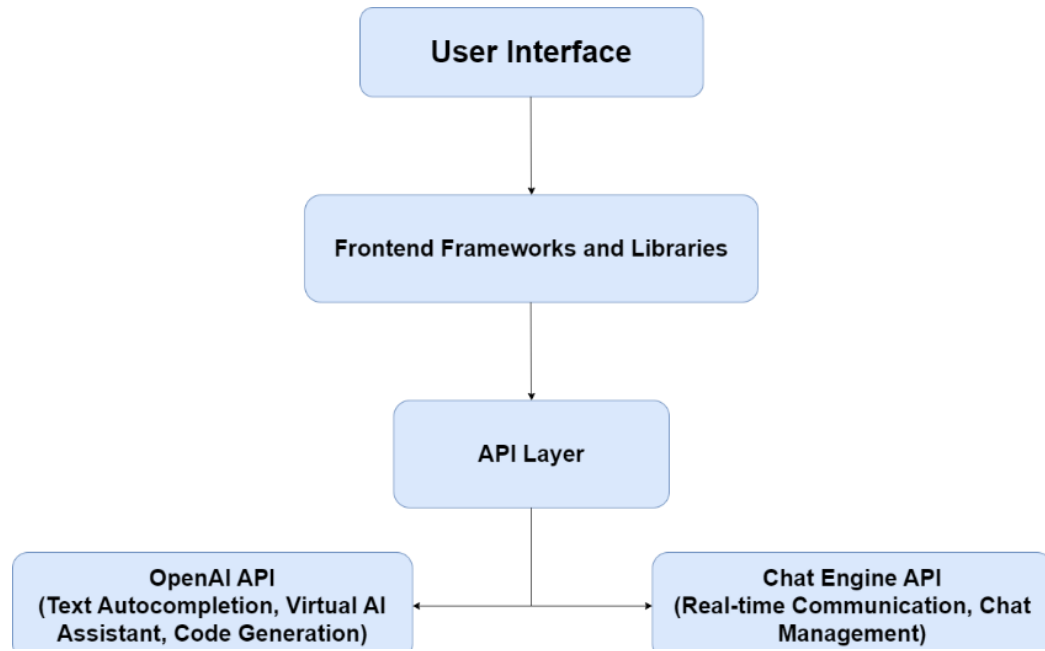 User Interface
Frontend Frameworks and Libraries
API Layer
OpenAI API
(Text Autocompletion, Virtual AI
Assistant, Code Generation)
Chat Engine API
(Real-time Communication, Chat
Management)